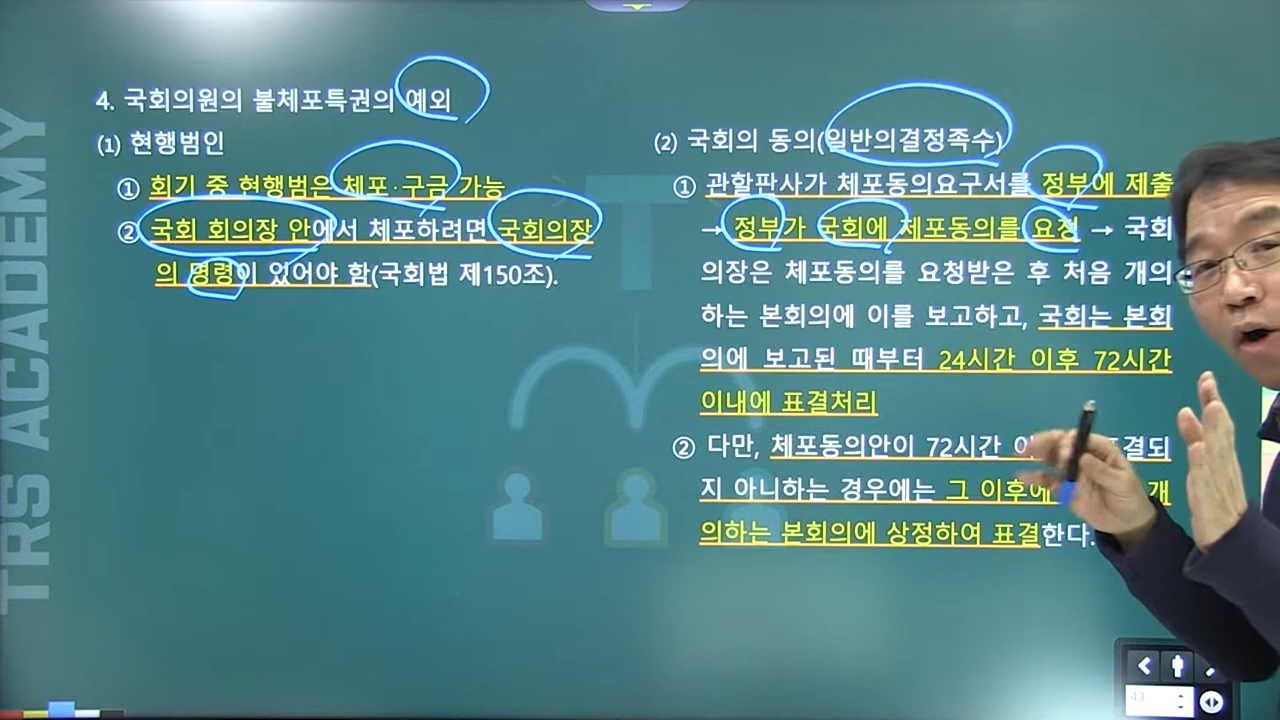 TRS ACADEMY
4. 국회의원의 불체포특권의 예외
(1) 현행범인
① 회기 중 현행범은 체포·구금 가능
② 국회 회의장 안에서 체포하려면 국회의장
의 명령이 있어야 함(국회법 제150조).
(2) 국회의 동의(일반의결정족수)
① 관할판사가 체포동의요구서를 정부에 제출
→ 정부가 국회에 체포동의를 요청 → 국회
의장은 체포동의를 요청받은 후 처음 개의
하는 본회의에 이를 보고하고, 국회는 본회
의에 보고된 때부터 24시간 이후 72시간
이내에 표결처리
② 다만, 체포동의안이 72시간 표결되
지 아니하는 경우에는 그 이후에 개
의하는 본회의에 상정하여 표결한다.
43